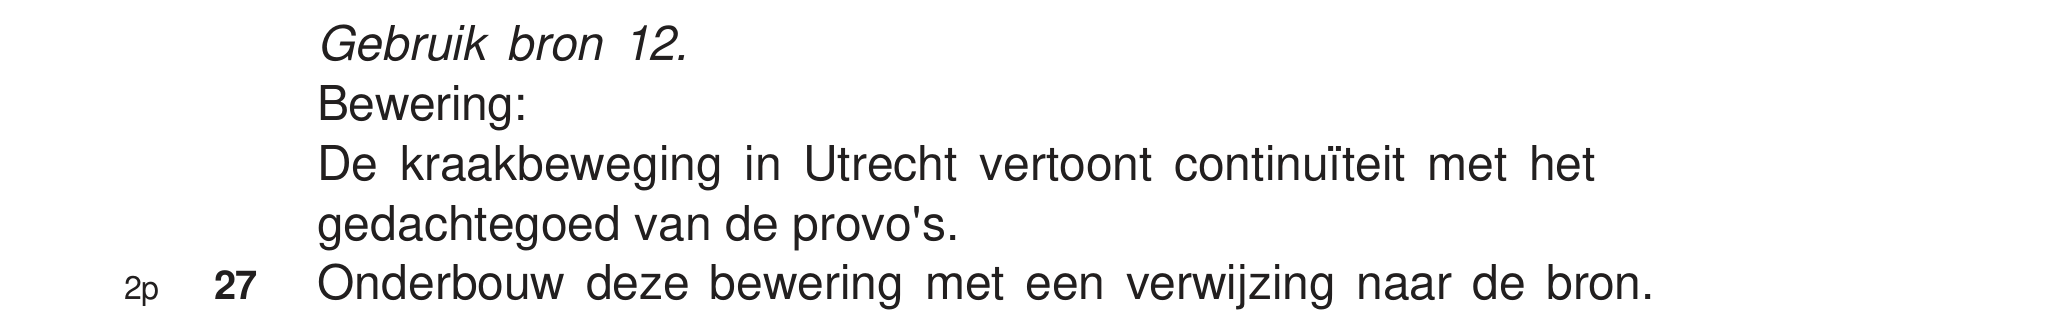 Gebruik bron 12.
Bewering:
De kraakbeweging in Utrecht vertoont continuïteit met het
gedachtegoed van de provo's.
2p 27 Onderbouw deze bewering met een verwijzing naar de bron.